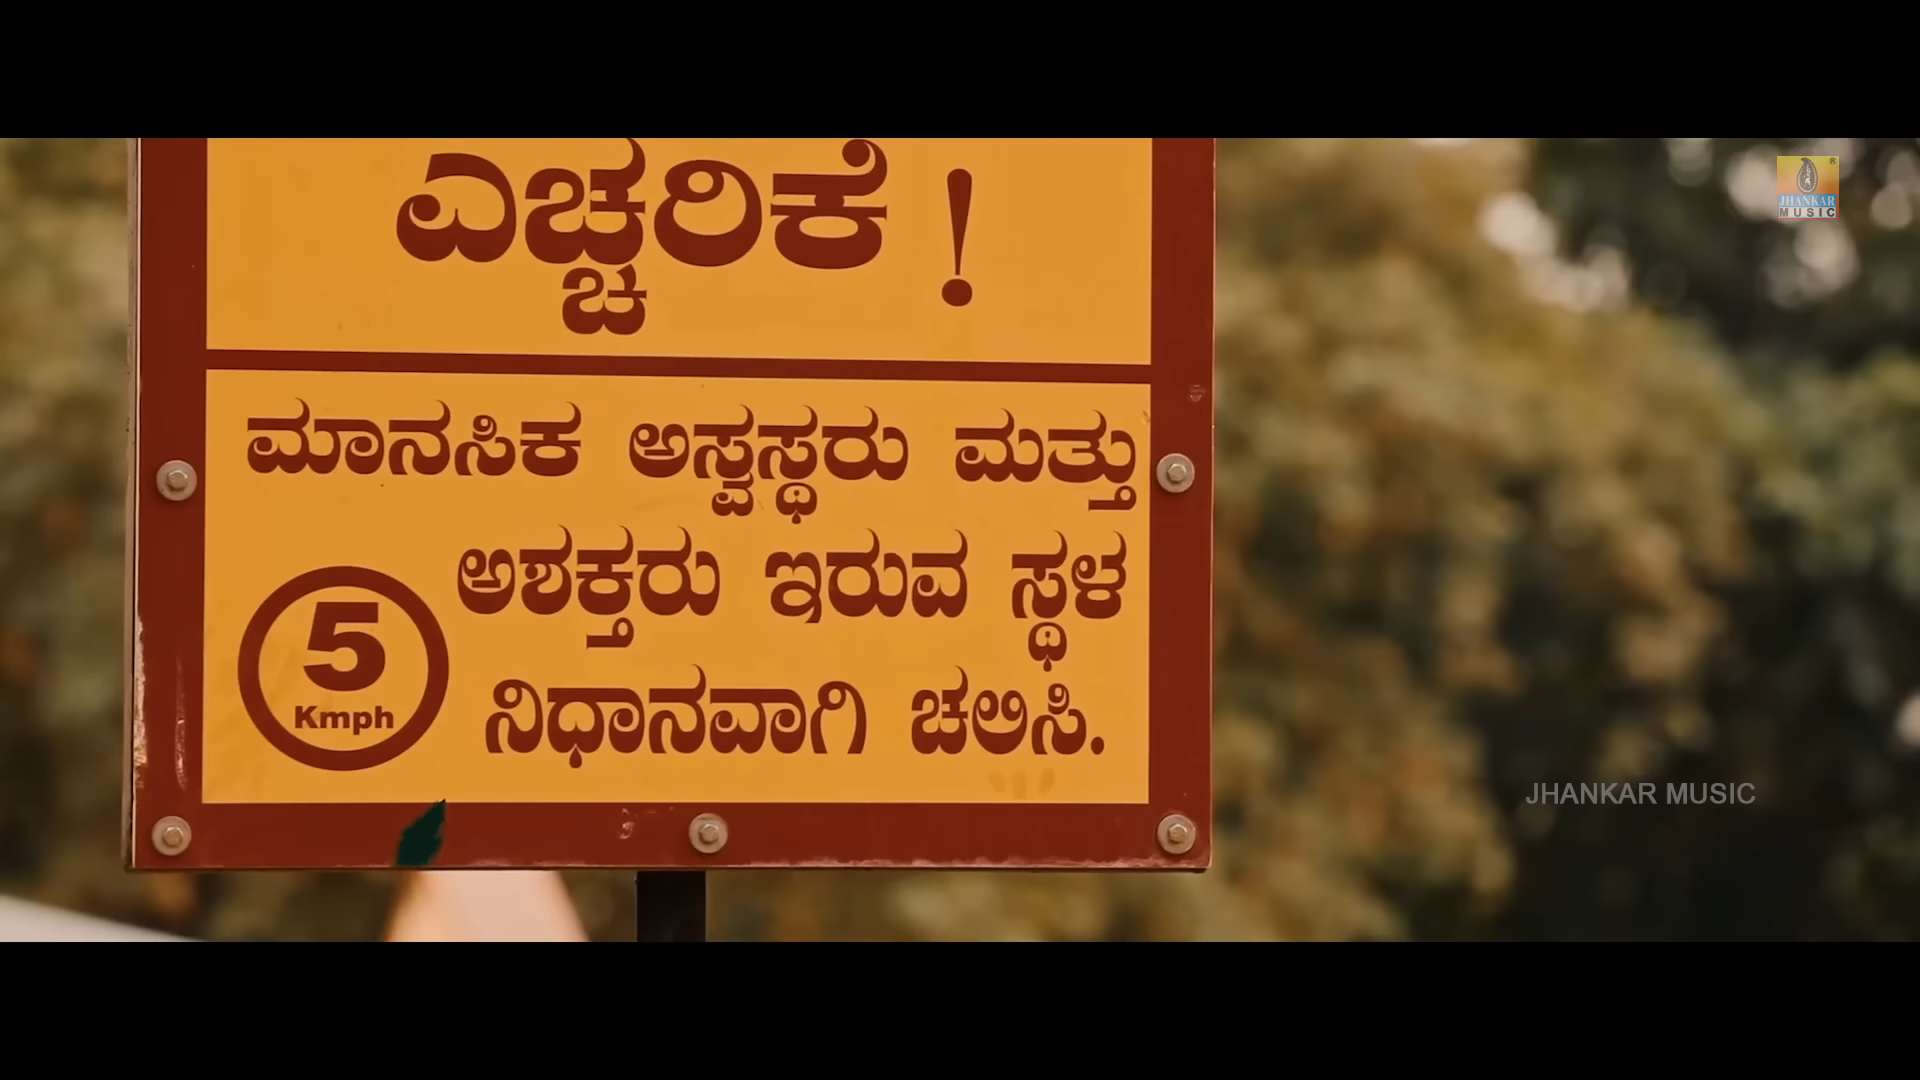 ಎಚ್ಚರಿಕೆ !
JHANKAR
MUSIC
ಮಾನಸಿಕ ಅಸ್ವಸ್ಥರು ಮತ್ತು
ಅಶಕ್ತರು ಇರುವ ಸ್ಥಳ
5
Kmph
ನಿಧಾನವಾಗಿ ಚಲಿಸಿ.
JHANKAR MUSIC